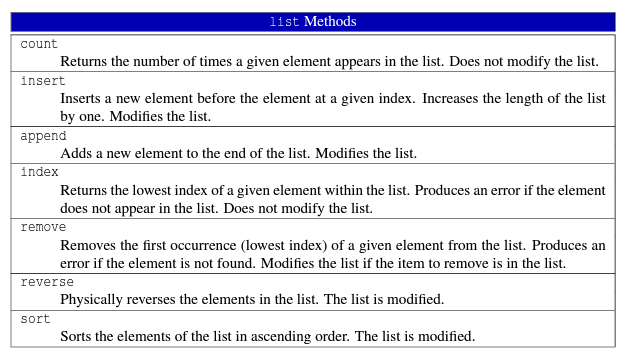 list Methods
count
Returns the number of times a given element appears in the list. Does not modify the list.
insert
Inserts a new element before the element at a given index. Increases the length of the list
by one. Modifies the list.
append
Adds a new element to the end of the list. Modifies the list.
index
Returns the lowest index of a given element within the list. Produces an error if the element
does not appear in the list. Does not modify the list.
remove
Removes the first occurrence (lowest index) of a given element from the list. Produces an
error if the element is not found. Modifies the list if the item to remove is in the list.
reverse
Physically reverses the elements in the list. The list is modified.
sort
Sorts the elements of the list in ascending order. The list is modified.